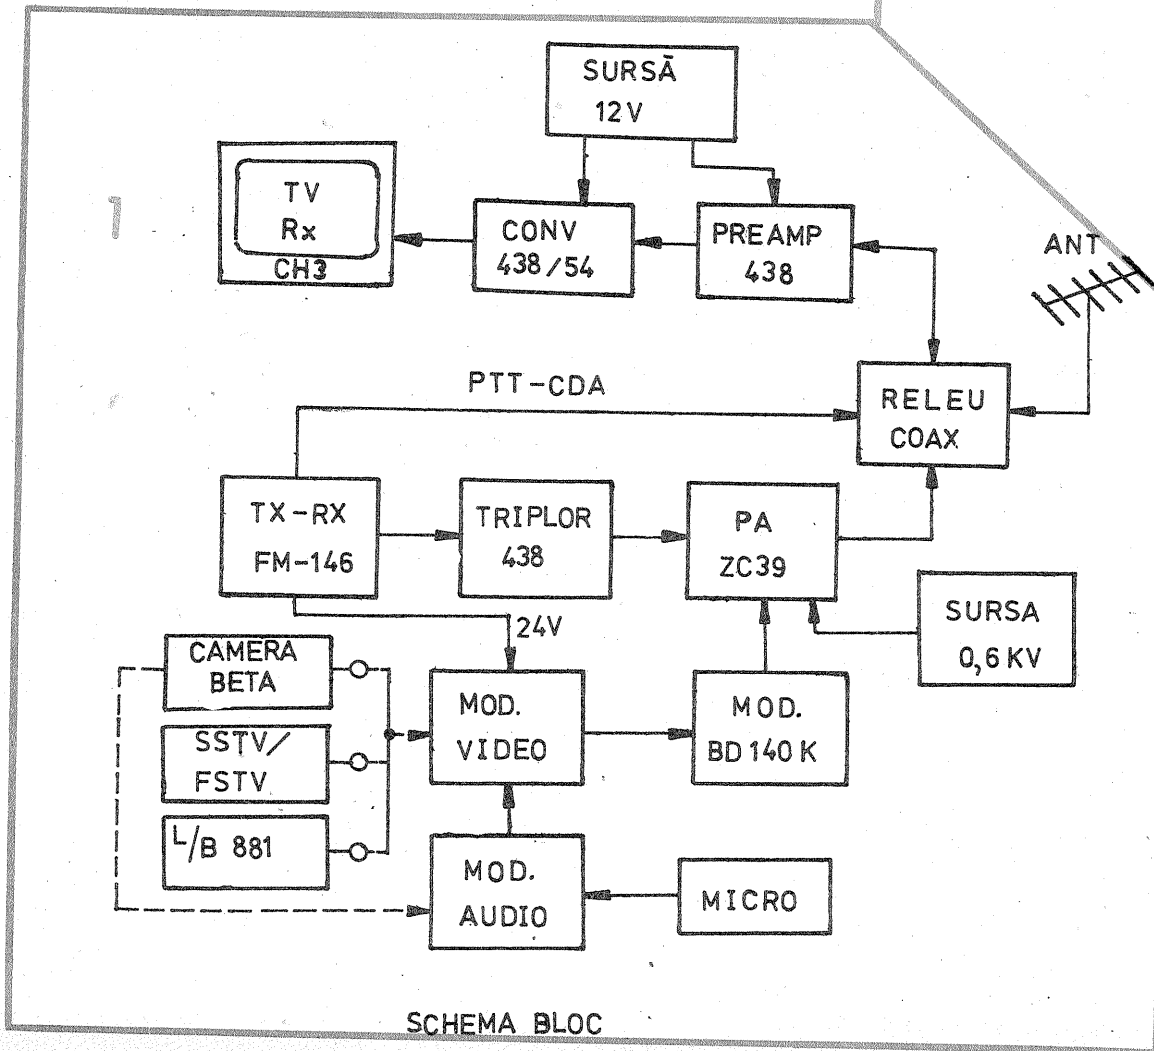 SURSĀ
12V
TV
Rx
CH3
CONV
438/54
PREAMP
438
ANT
PTT-CDA
RELEU
COAX
TX-RX
FM-146
TRIPLOR
438
PA
ZC39
SURSA
0,6 KV
24V
CAMERA
BETA
SSTV/
FSTV
L/B 881
MOD.
VIDEO
MOD.
BD 140 K
MOD.
AUDIO
MICRO
SCHEMA BLOC
1